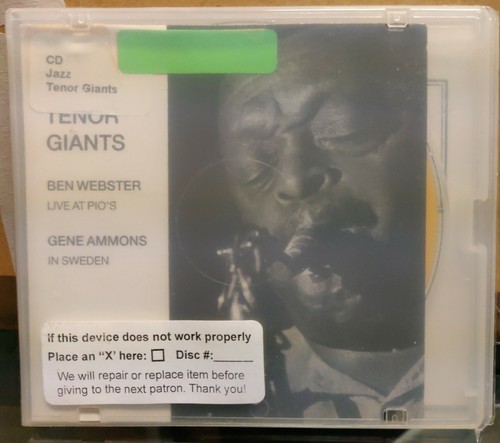 CD
Jazz
Tenor Giants
TENOR
GIANTS
BEN WEBSTER
LIVE AT PIO'S
GENE AMMONS
IN SWEDEN
If this device does not work properly
Place an "X' here: □ Disc #:______
We will repair or replace item before
giving to the next patron. Thank you!